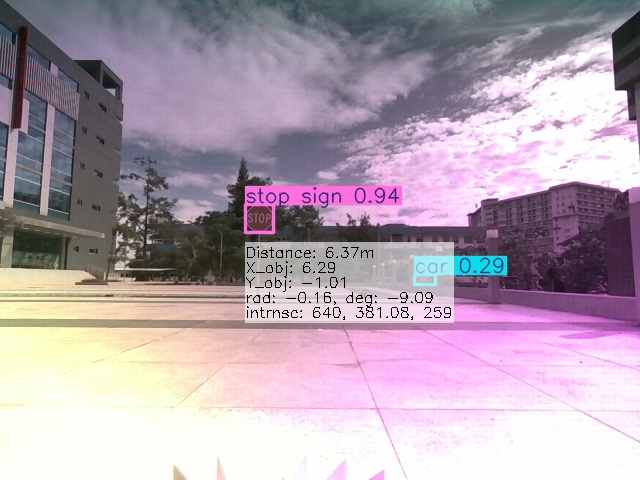 stop sign 0.94
STOP
Distance: 6.37m
X_obj: 6.29
car 0.29
Y_obj: -1.01
rad: -0.16, deg: -9.09
intrnsc: 640, 381.08, 259